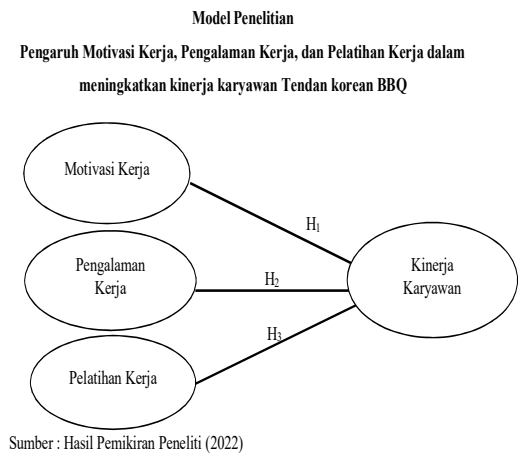 Model Penelitian
Pengaruh Motivasi Kerja, Pengalaman Kerja, dan Pelatihan Kerja dalam
meningkatkan kinerja karyawan Tendan korean BBQ
Motivasi Kerja
H₁
Pengalaman
Kerja
H₂
Kinerja
Karyawan
H₃
Pelatihan Kerja
Sumber : Hasil Pemikiran Peneliti (2022)